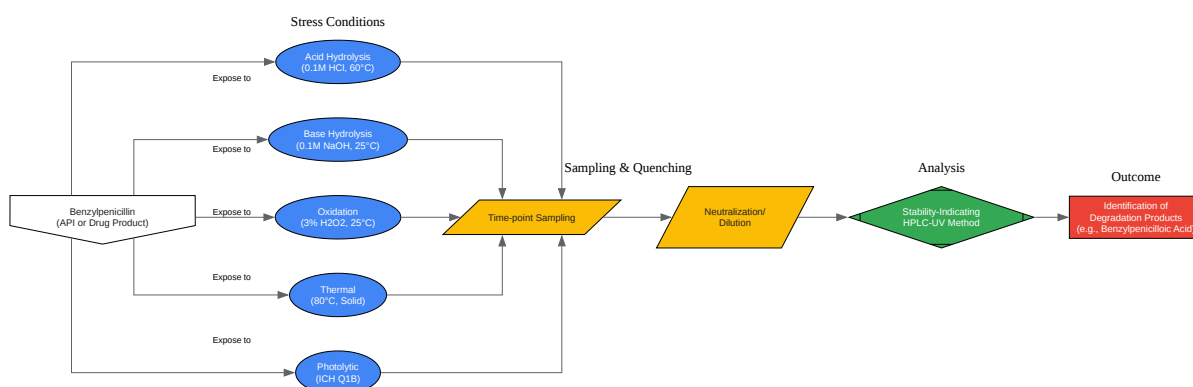 Stress Conditions
Acid Hydrolysis
(0.1M HCl, 60°C)
Expose to
Base Hydrolysis
(0.1M NaOH, 25°C)
Expose to
Sampling & Quenching
Analysis
Outcome
Benzylpenicillin
(API or Drug Product)
Expose to
Oxidation
(3% H2O2, 25°C)
Time-point Sampling
Neutralization/
Dilution
Stability-Indicating
HPLC-UV Method
Identification of
Degradation Products
(e.g., Benzylpenicilloic Acid)
Expose to
Thermal
(80°C, Solid)
Expose to
Photolytic
(ICH Q1B)